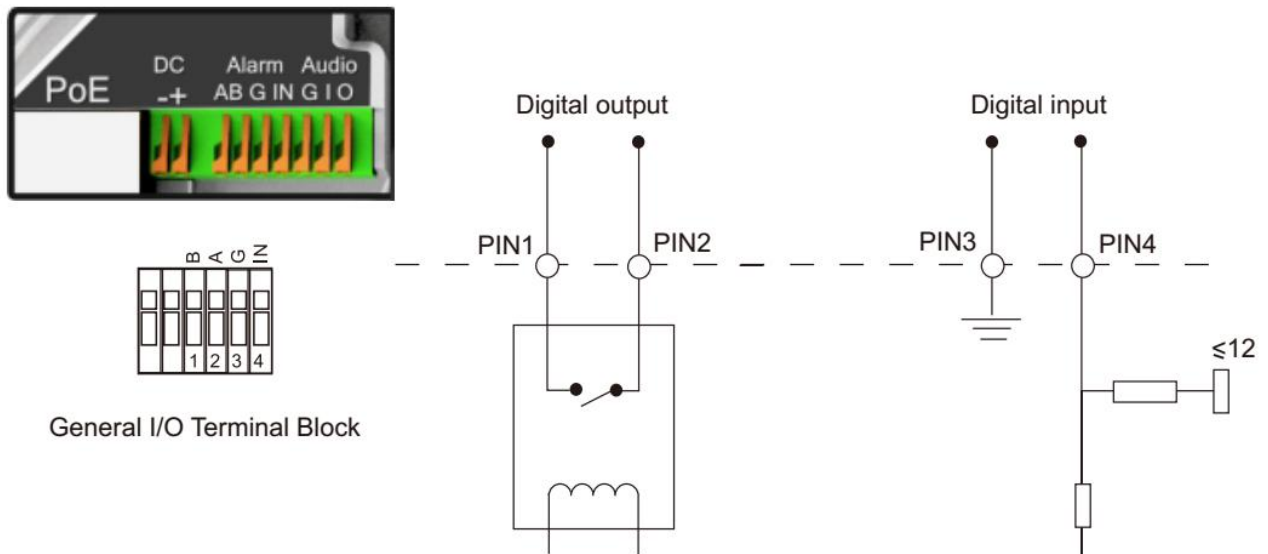 DC Alarm Audio
PoE -+ AB G IN G I O
Digital output
Digital input
PIN1
PIN2
PIN3
PIN4
B A G IN
1 2 3 4
≤12
General I/O Terminal Block